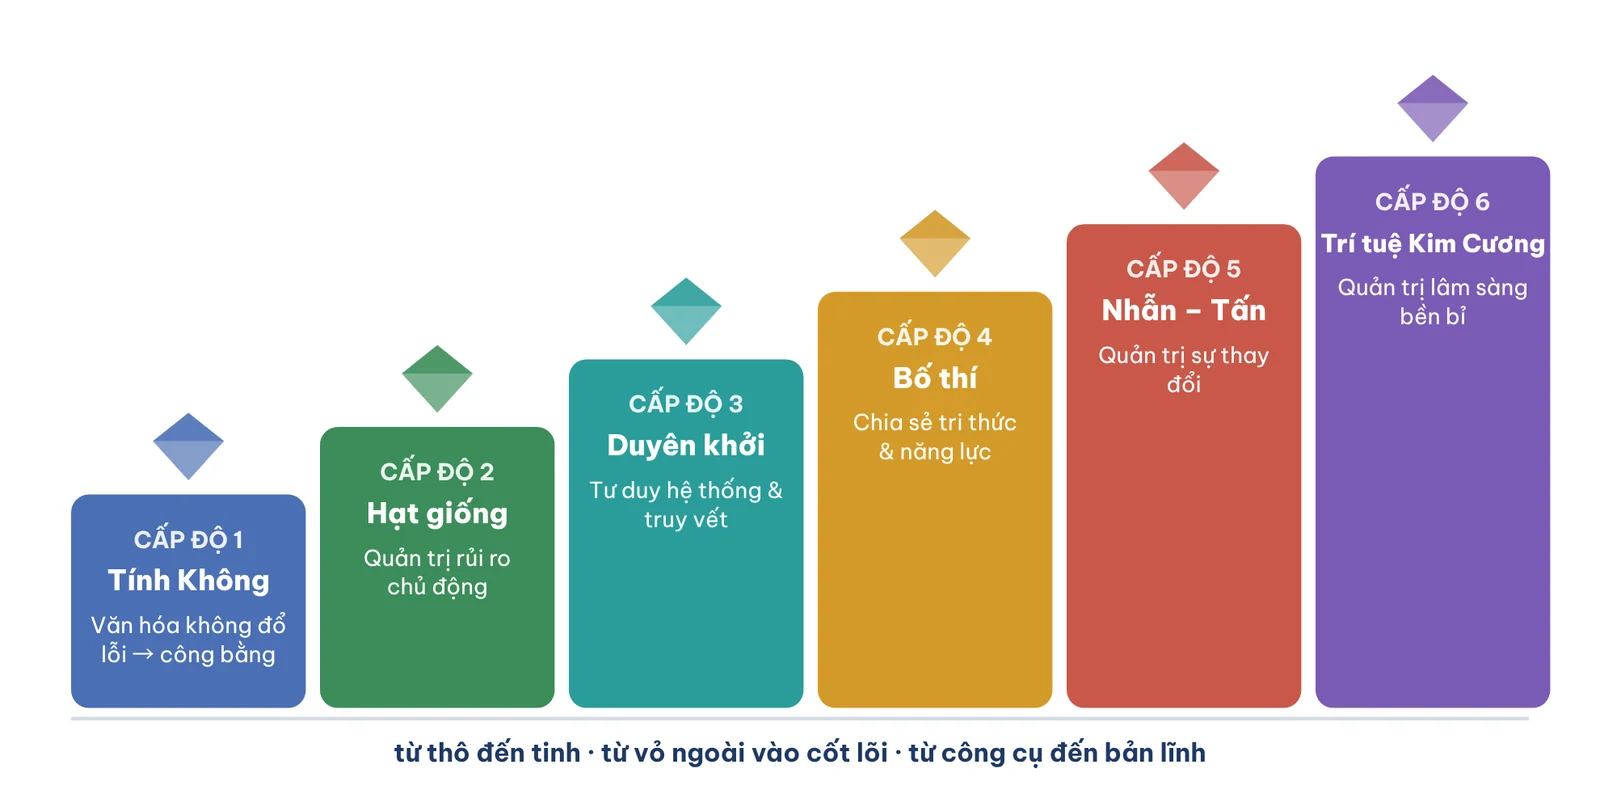 CẤP ĐỘ 1
Tính Không
Văn hóa không đổ
lỗi → công bằng
CẤP ĐỘ 2
Hạt giống
Quản trị rủi ro
chủ động
CẤP ĐỘ 3
Duyên khởi
Tư duy hệ thống &
truy vết
CẤP ĐỘ 4
Bố thí
Chia sẻ tri thức
& năng lực
CẤP ĐỘ 5
Nhẫn – Tấn
Quản trị sự thay
đổi
CẤP ĐỘ 6
Trí tuệ Kim Cương
Quản trị lâm sàng
bền bỉ
từ thô đến tinh · từ vỏ ngoài vào cốt lõi · từ công cụ đến bản lĩnh